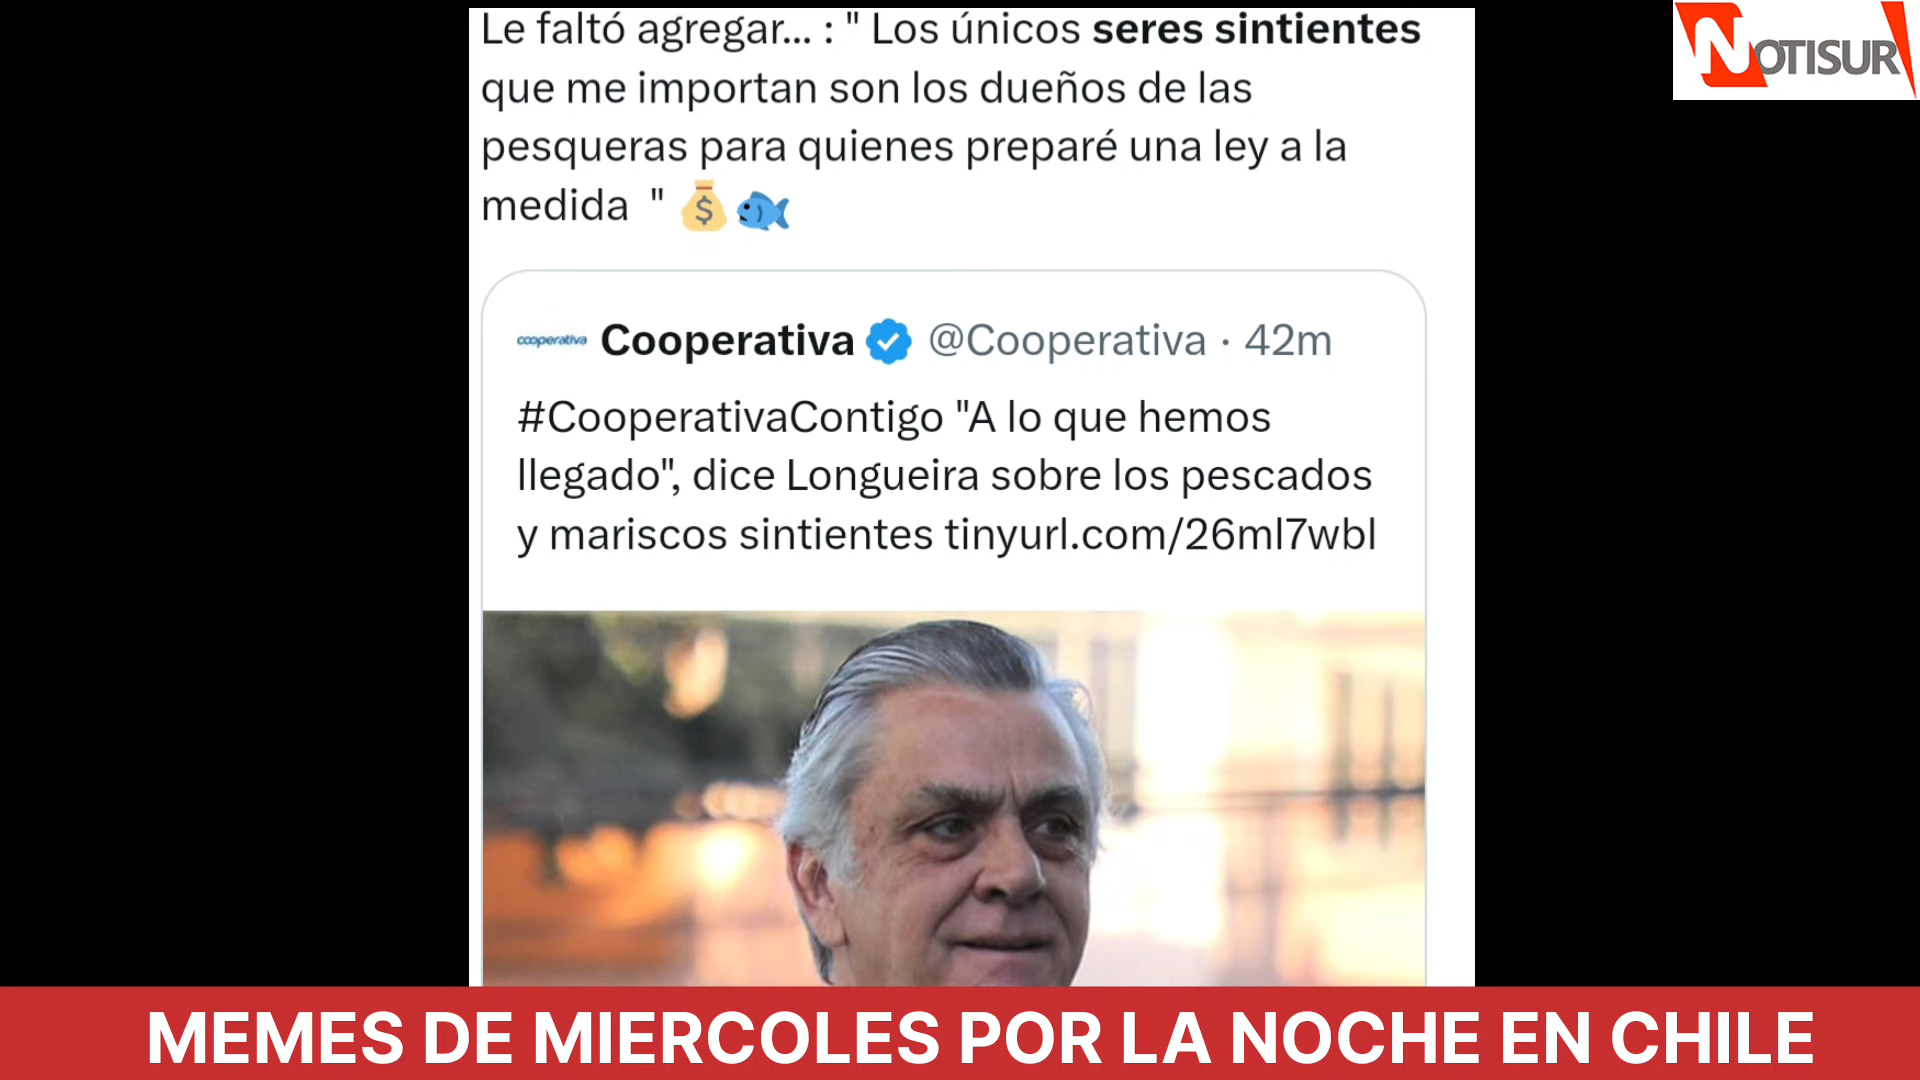 Le faltó agregar... : " Los únicos seres sintientes
que me importan son los dueños de las
pesqueras para quienes preparé una ley a la
medida "
NOTISUR
cooperativa Cooperativa @Cooperativa · 42m
#CooperativaContigo "A lo que hemos
llegado", dice Longueira sobre los pescados
y mariscos sintientes tinyurl.com/26ml7wbl
MEMES DE MIERCOLES POR LA NOCHE EN CHILE